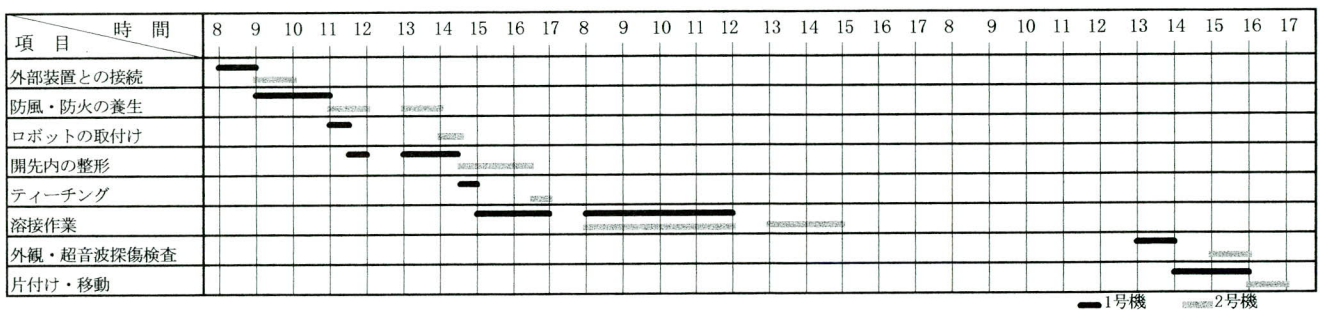 時 間
項 目
8 9 10 11 12 13 14 15 16 17 8 9 10 11 12 13 14 15 16 17 8 9 10 11 12 13 14 15 16 17
外部装置との接続
防風・防火の養生
ロボットの取付け
開先内の整形
ティーチング
溶接作業
外観・超音波探傷検査
片付け・移動
1号機 2号機